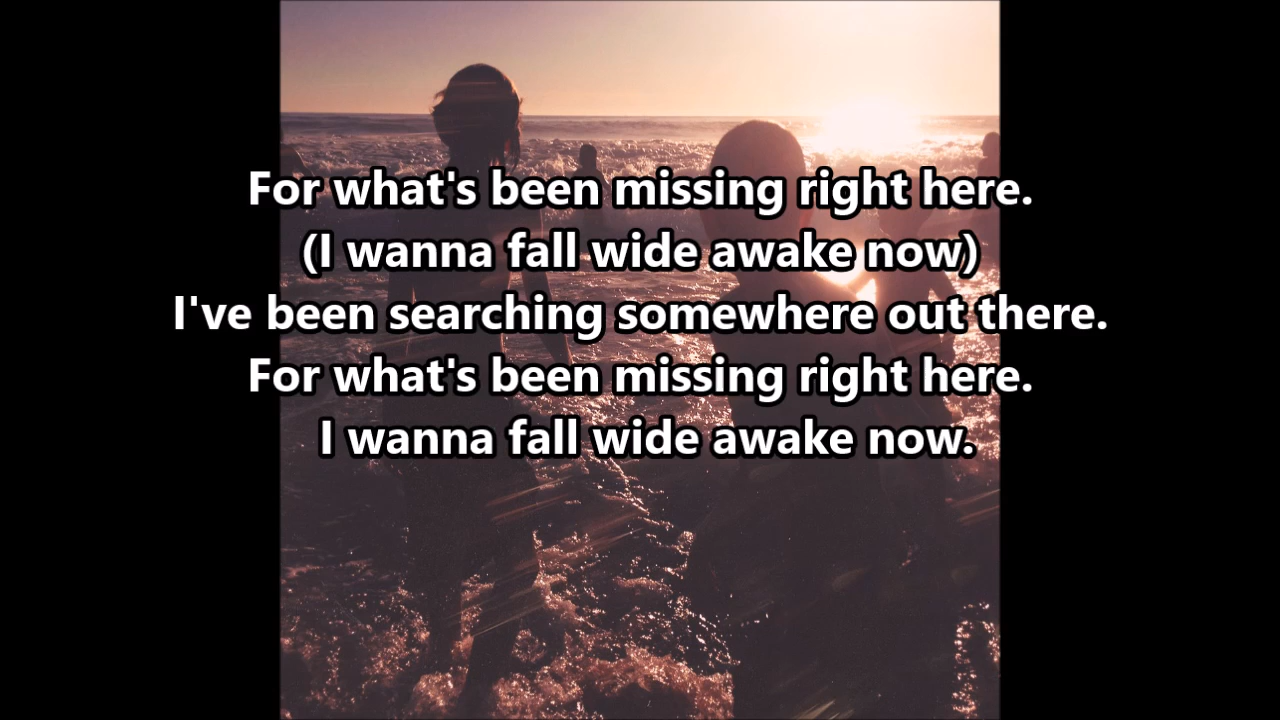 For what's been missing right here.
(I wanna fall wide awake now)
I've been searching somewhere out there.
For what's been missing right here.
I wanna fall wide awake now.